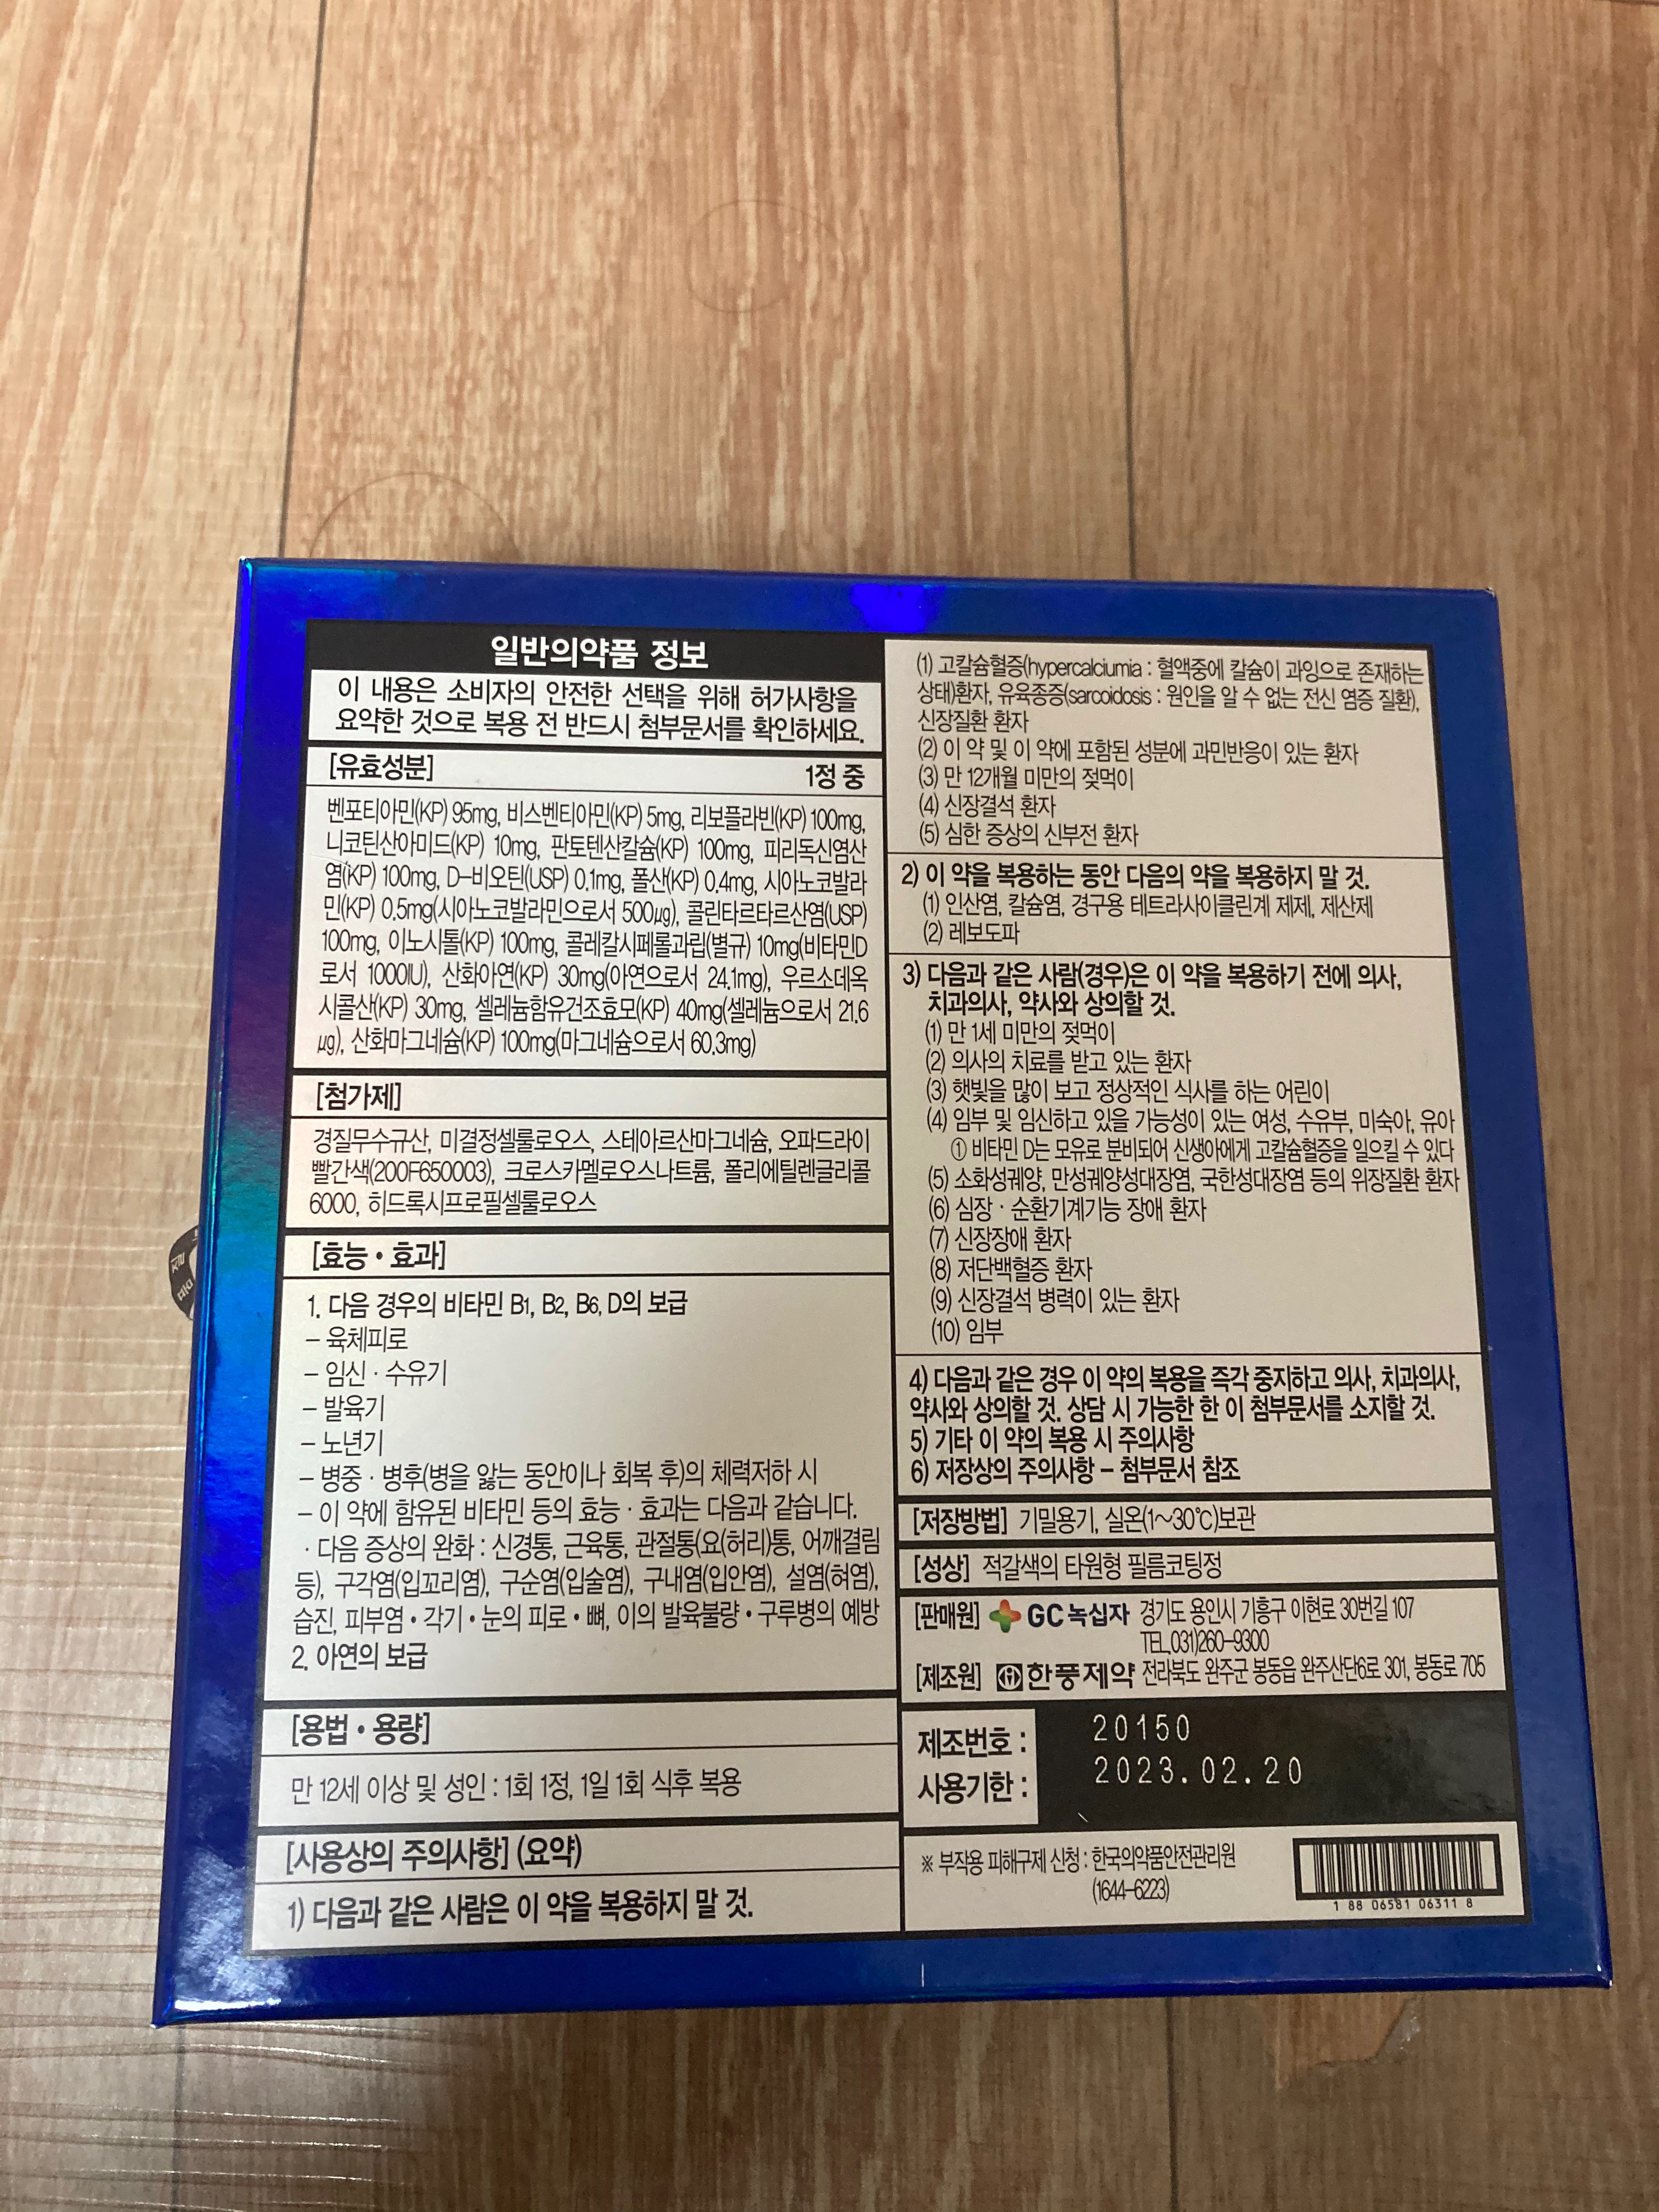 일반의약품 정보
이 내용은 소비자의 안전한 선택을 위해 허가사항을
요약한 것으로 복용 전 반드시 첨부문서를 확인하세요.
[유효성분] 1정 중
벤포티아민(KP) 95mg, 비스벤티아민(KP) 5mg, 리보플라빈(KP) 100mg,
니코틴산아미드(KP) 10mg, 판토텐산칼슘(KP) 100mg, 피리독신염산
염(KP) 100mg, D-비오틴(USP) 0.1mg, 폴산(KP) 0.4mg, 시아노코발라
민(KP) 0.5mg(시아노코발라민으로서 500㎍), 콜린타르타르산염(USP)
100mg, 이노시톨(KP) 100mg, 콜레칼시페롤과립(별규) 10mg(비타민D
로서 1000IU), 산화아연(KP) 30mg(아연으로서 24.1mg), 우르소데옥
시콜산(KP) 30mg, 셀레늄함유건조효모(KP) 40mg(셀레늄으로서 21.6
㎍), 산화마그네슘(KP) 100mg(마그네슘으로서 60.3mg)
[첨가제]
경질무수규산, 미결정셀룰로오스, 스테아르산마그네슘, 오파드라이
빨간색(200F650003), 크로스카멜로오스나트륨, 폴리에틸렌글리콜
6000, 히드록시프로필셀룰로오스
[효능•효과]
1. 다음 경우의 비타민 B1, B2, B6, D의 보급
- 육체피로
- 임신·수유기
- 발육기
- 노년기
- 병중·병후(병을 앓는 동안이나 회복 후)의 체력저하 시
- 이 약에 함유된 비타민 등의 효능·효과는 다음과 같습니다.
· 다음 증상의 완화 : 신경통, 근육통, 관절통(요(허리)통, 어깨결림
등), 구각염(입꼬리염), 구순염(입술염), 구내염(입안염), 설염(혀염),
습진, 피부염•각기•눈의 피로•뼈, 이의 발육불량•구루병의 예방
2. 아연의 보급
[용법•용량]
만 12세 이상 및 성인 : 1회 1정, 1일 1회 식후 복용
[사용상의 주의사항] (요약)
1) 다음과 같은 사람은 이 약을 복용하지 말 것.
(1) 고칼슘혈증(hypercalciumia : 혈액중에 칼슘이 과잉으로 존재하는
상태)환자, 유육종증(sarcoidosis : 원인을 알 수 없는 전신 염증 질환),
신장질환 환자
(2) 이 약 및 이 약에 포함된 성분에 과민반응이 있는 환자
(3) 만 12개월 미만의 젖먹이
(4) 신장결석 환자
(5) 심한 증상의 신부전 환자
2) 이 약을 복용하는 동안 다음의 약을 복용하지 말 것.
(1) 인산염, 칼슘염, 경구용 테트라사이클린계 제제, 제산제
(2) 레보도파
3) 다음과 같은 사람(경우)은 이 약을 복용하기 전에 의사,
치과의사, 약사와 상의할 것.
(1) 만 1세 미만의 젖먹이
(2) 의사의 치료를 받고 있는 환자
(3) 햇빛을 많이 보고 정상적인 식사를 하는 어린이
(4) 임부 및 임신하고 있을 가능성이 있는 여성, 수유부, 미숙아, 유아
① 비타민 D는 모유로 분비되어 신생아에게 고칼슘혈증을 일으킬 수 있다
(5) 소화성궤양, 만성궤양성대장염, 국한성대장염 등의 위장질환 환자
(6) 심장·순환기계기능 장애 환자
(7) 신장장애 환자
(8) 저단백혈증 환자
(9) 신장결석 병력이 있는 환자
(10) 임부
4) 다음과 같은 경우 이 약의 복용을 즉각 중지하고 의사, 치과의사,
약사와 상의할 것. 상담 시 가능한 한 이 첨부문서를 소지할 것.
5) 기타 이 약의 복용 시 주의사항
6) 저장상의 주의사항 - 첨부문서 참조
[저장방법] 기밀용기, 실온(1~30℃)보관
[성상] 적갈색의 타원형 필름코팅정
[판매원] GC녹십자 경기도 용인시 기흥구 이현로 30번길 107
TEL.031)260-9300
[제조원] 한풍제약 전라북도 완주군 봉동읍 완주산단6로 301, 봉동로 705
제조번호 : 20150
사용기한 : 2023.02.20
※ 부작용 피해구제 신청 : 한국의약품안전관리원
(1644-6223)
1 88 06581 06311 8